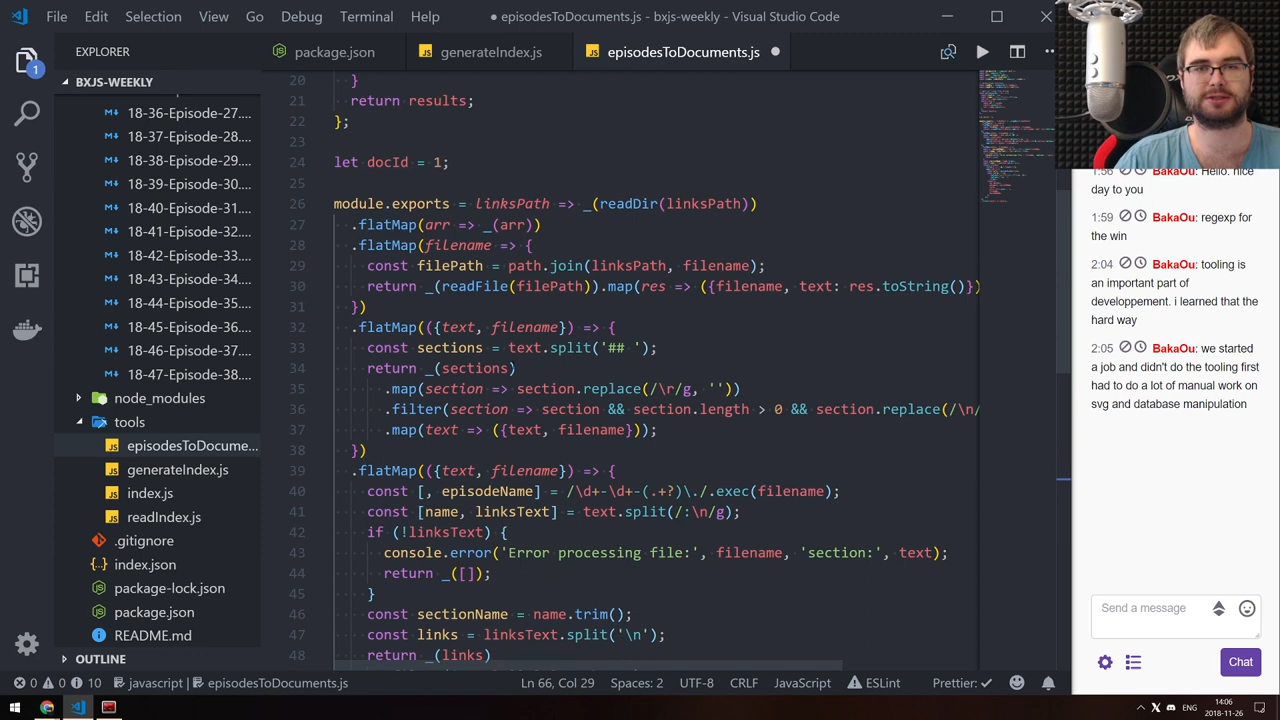 File Edit Selection View Go Debug Terminal Help
● episodesToDocuments.js - bxjs-weekly - Visual Studio Code
EXPLORER
package.json
generateIndex.js
episodesToDocuments.js
1
BXJS-WEEKLY
18-36-Episode-27....
18-37-Episode-28....
18-38-Episode-29....
18-39-Episode-30....
18-40-Episode-31....
18-41-Episode-32....
18-42-Episode-33....
18-43-Episode-34....
18-44-Episode-35....
18-45-Episode-36....
18-46-Episode-37....
18-47-Episode-38....
node_modules
tools
episodesToDocume...
generateIndex.js
index.js
readIndex.js
.gitignore
index.json
package-lock.json
package.json
README.md
OUTLINE
20 }
21 return results;
22 };
23
24 let docId = 1;
25
26 module.exports = linksPath => _(readDir(linksPath))
27 .flatMap(arr => _(arr))
28 .flatMap(filename => {
29 const filePath = path.join(linksPath, filename);
30 return _(readFile(filePath)).map(res => ({filename, text: res.toString()})
31 })
32 .flatMap(({text, filename}) => {
33 const sections = text.split('## ');
34 return _(sections)
35 .map(section => section.replace(/\r/g, ''))
36 .filter(section => section && section.length > 0 && section.replace(/\n/
37 .map(text => ({text, filename}));
38 })
39 .flatMap(({text, filename}) => {
40 const [, episodeName] = /\d+-\d+-(.+?)\./.exec(filename);
41 const [name, linksText] = text.split(/:\n/g);
42 if (!linksText) {
43 console.error('Error processing file:', filename, 'section:', text);
44 return _([]);
45 }
46 const sectionName = name.trim();
47 const links = linksText.split('\n');
48 return _(links)
1:56 BakaOu: Hello. nice
day to you
1:59 BakaOu: regexp for
the win
2:04 BakaOu: tooling is
an important part of
developpement. i learned that the
hard way
2:05 BakaOu: we started
a job and didn't do the tooling first
had to do a lot of manual work on
svg and database manipulation
Send a message
Chat
0 0 10 javascript | episodesToDocuments.js
Ln 66, Col 29 Spaces: 2 UTF-8 CRLF JavaScript ESLint Prettier: ✓
ENG
14:06
2018-11-26